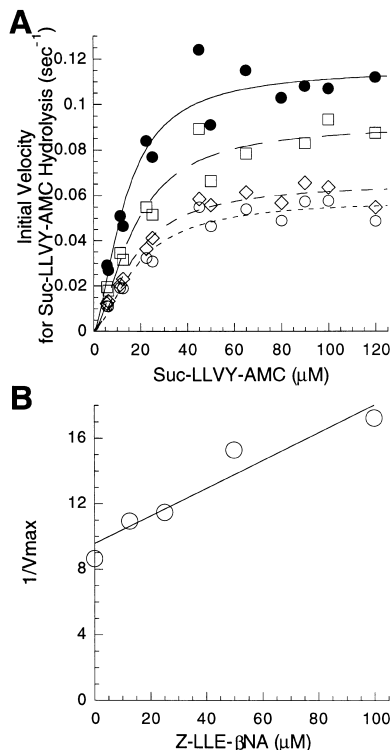 A
Initial Velocity
for Suc-LLVY-AMC Hydrolysis (sec⁻¹)
0.12
0.1
0.08
0.06
0.04
0.02
0
0 20 40 60 80 100 120
Suc-LLVY-AMC (μM)
B
1/Vmax
16
12
8
4
0
0 20 40 60 80 100
Z-LLE-βNA (μM)